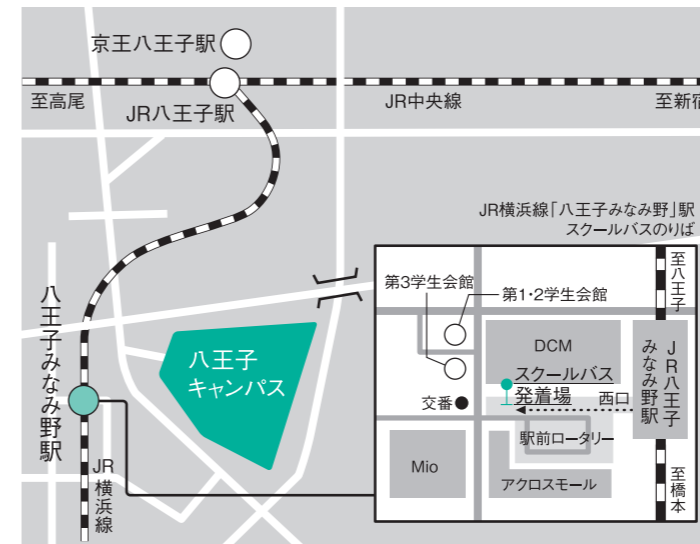 京王八王子駅
至高尾
JR八王子駅
JR中央線
至新宿
JR横浜線「八王子みなみ野」駅
スクールバスのりば
八王子みなみ野駅
八王子
キャンパス
JR横浜線
第3学生会館
第1・2学生会館
至八王子
DCM
JR八王子
みなみ野駅
スクールバス
発着場
西口
交番
駅前ロータリー
Mio
アクロスモール
至橋本